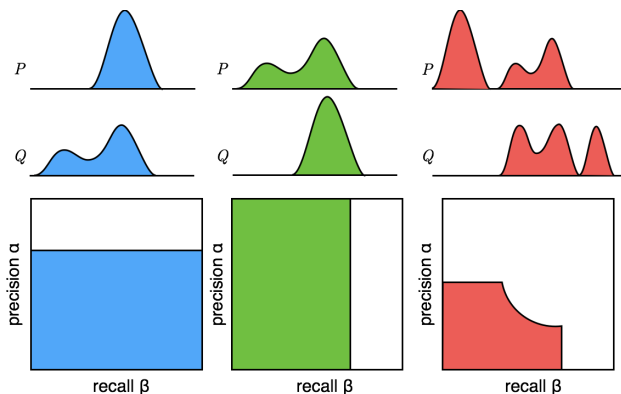 P
P
P
Q
Q
Q
precision α
precision α
precision α
recall β
recall β
recall β